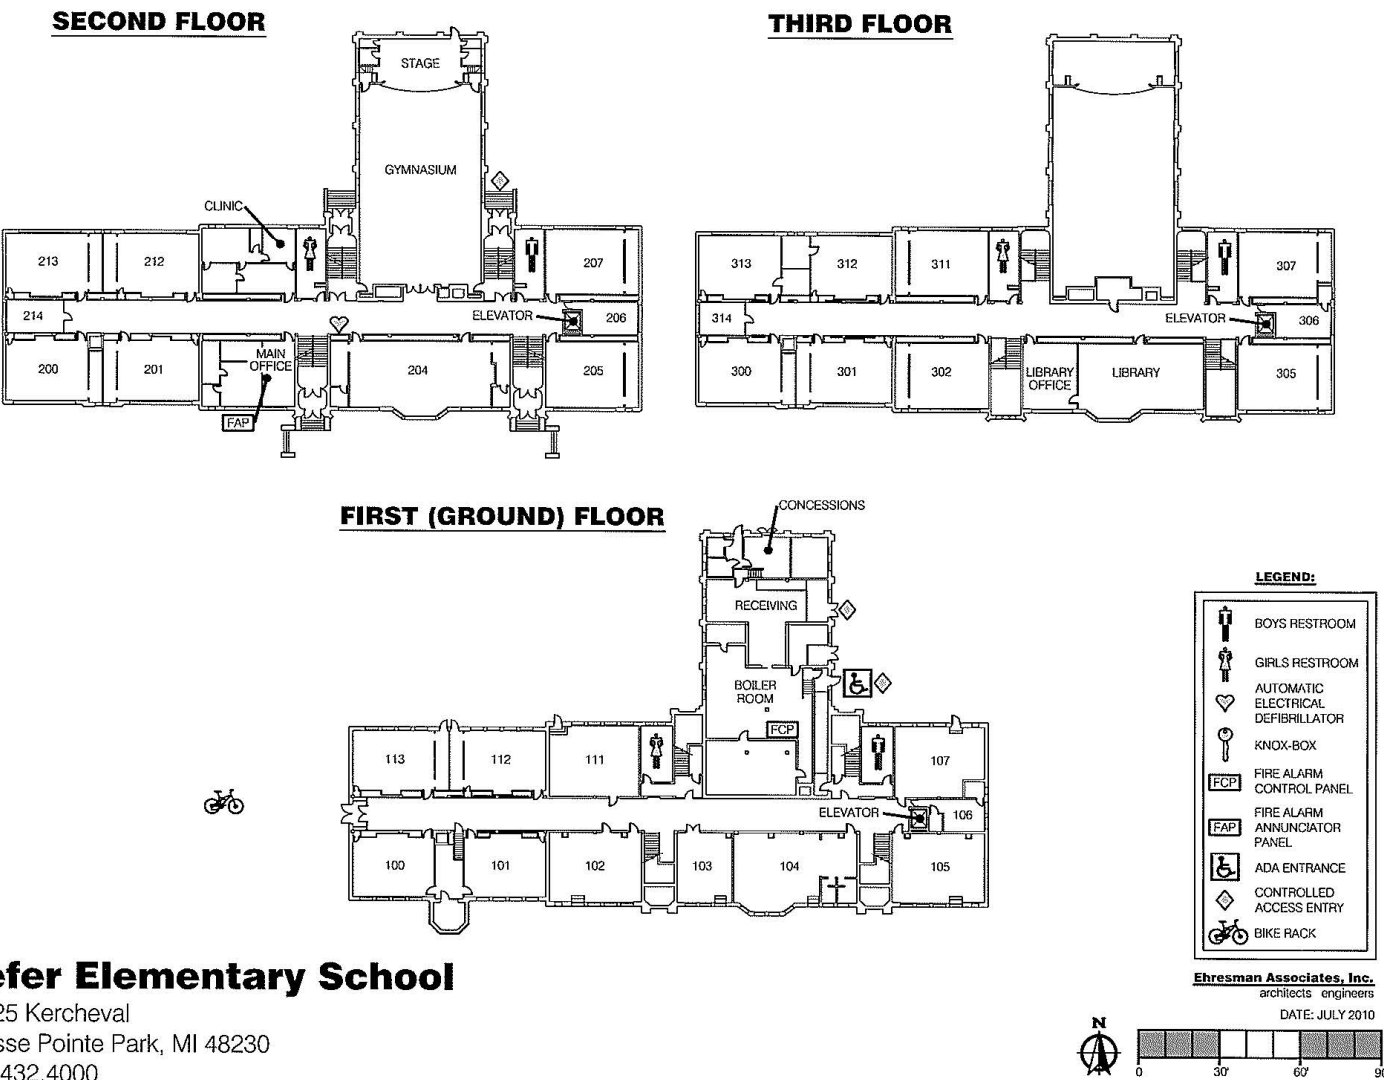 SECOND FLOOR
STAGE
GYMNASIUM
CLINIC
213
212
207
214
ELEVATOR
206
200
201
MAIN
OFFICE
204
205
FAP
THIRD FLOOR
313
312
311
307
314
ELEVATOR
306
300
301
302
LIBRARY
OFFICE
LIBRARY
305
FIRST (GROUND) FLOOR
CONCESSIONS
RECEIVING
BOILER
ROOM
FCP
113
112
111
107
ELEVATOR
106
100
101
102
103
104
105
LEGEND:
BOYS RESTROOM
GIRLS RESTROOM
AUTOMATIC
ELECTRICAL
DEFIBRILLATOR
KNOX-BOX
FCP
FIRE ALARM
CONTROL PANEL
FAP
FIRE ALARM
ANNUNCIATOR
PANEL
ADA ENTRANCE
CONTROLLED
ACCESS ENTRY
BIKE RACK
Ehresman Associates, Inc.
architects engineers
DATE: JULY 2010
N
0 30' 60'
efer Elementary School
25 Kercheval
sse Pointe Park, MI 48230
432.4000